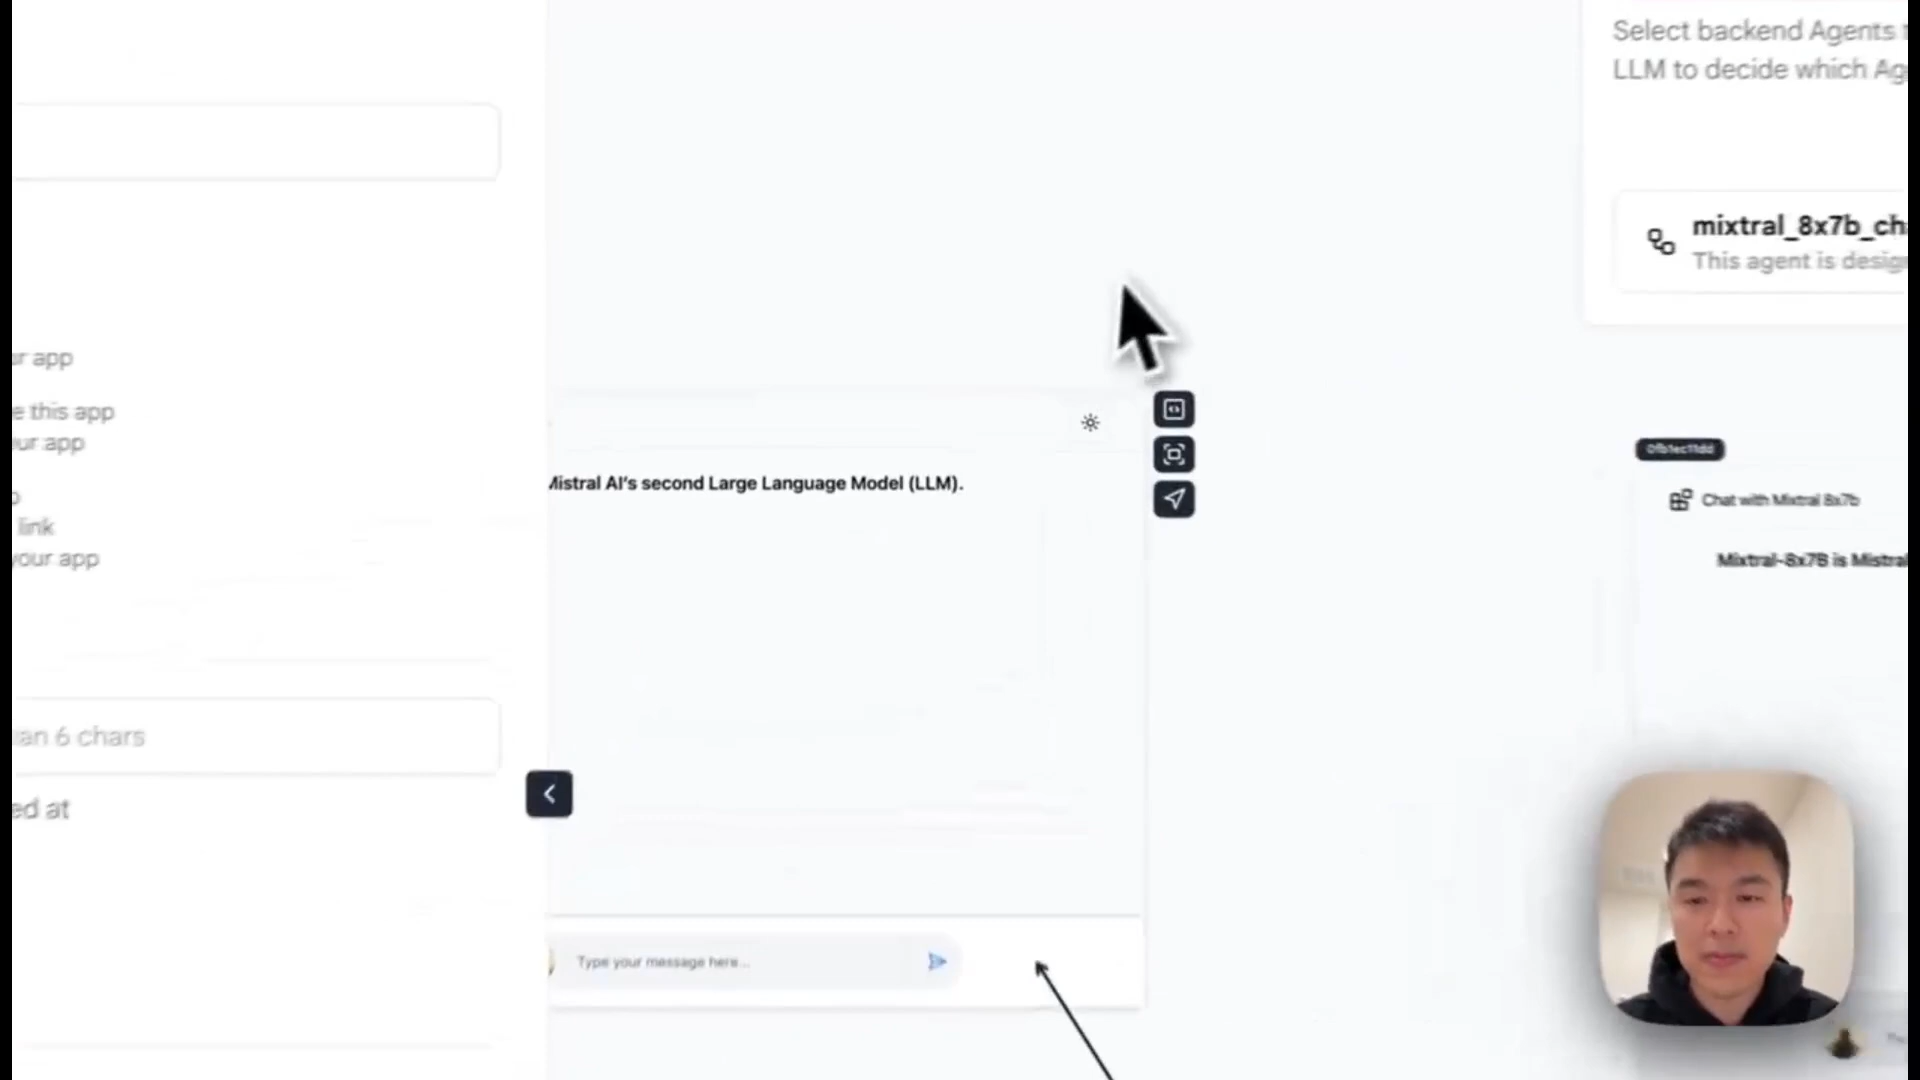 Select backend Agents
LLM to decide which
mixtral_8x7b_ch
This agent is desig
r app
e this app
ur app
link
your app
an 6 chars
ed at
Mistral AI's second Large Language Model (LLM).
Type your message here...
0fb1ec11dd
Chat with Mixtral 8x7b
Mixtral-8x7B is Mistral